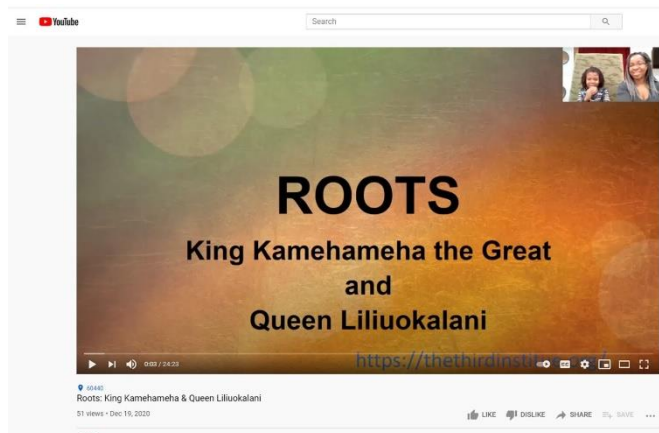 YouTube
Search
ROOTS
King Kamehameha the Great
and
Queen Liliuokalani
0:03 / 24:23
60440
Roots: King Kamehameha & Queen Liliuokalani
51 views • Dec 19, 2020
LIKE DISLIKE SHARE SAVE